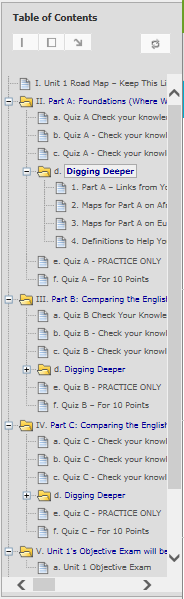 Table of Contents
I. Unit 1 Road Map – Keep This Li
II. Part A: Foundations (Where W
a. Quiz A Check your knowle
b. Quiz A - Check your knowl
c. Quiz A - Check your knowl
d. Digging Deeper
1. Part A – Links from Yo
2. Maps for Part A on Afr
3. Maps for Part A on Eu
4. Definitions to Help Yo
e. Quiz A - PRACTICE ONLY
f. Quiz A – For 10 Points
III. Part B: Comparing the English
a. Quiz B Check Your Knowle
b. Quiz B - Check your knowl
c. Quiz B - Check your knowl
d. Digging Deeper
e. Quiz B - PRACTICE ONLY
f. Quiz B – For 10 Points
IV. Part C: Comparing the English
a. Quiz C - Check your knowl
b. Quiz C - Check your knowl
c. Quiz C - Check your knowl
d. Digging Deeper
e. Quiz C - PRACTICE ONLY
f. Quiz C – For 10 Points
V. Unit 1's Objective Exam will be
a. Unit 1 Objective Exam